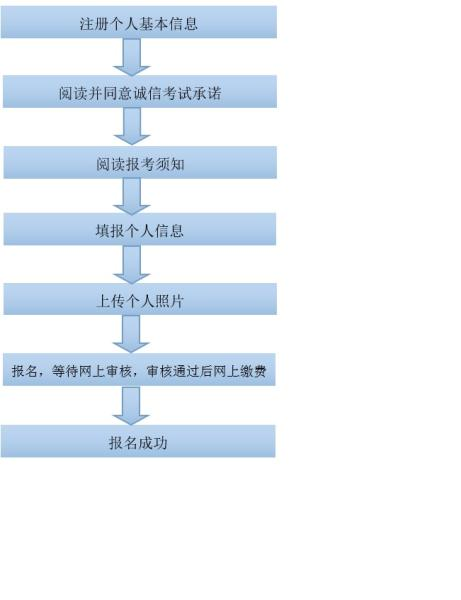 注册个人基本信息
阅读并同意诚信考试承诺
阅读报考须知
填报个人信息
上传个人照片
报名，等待网上审核，审核通过后网上缴费
报名成功